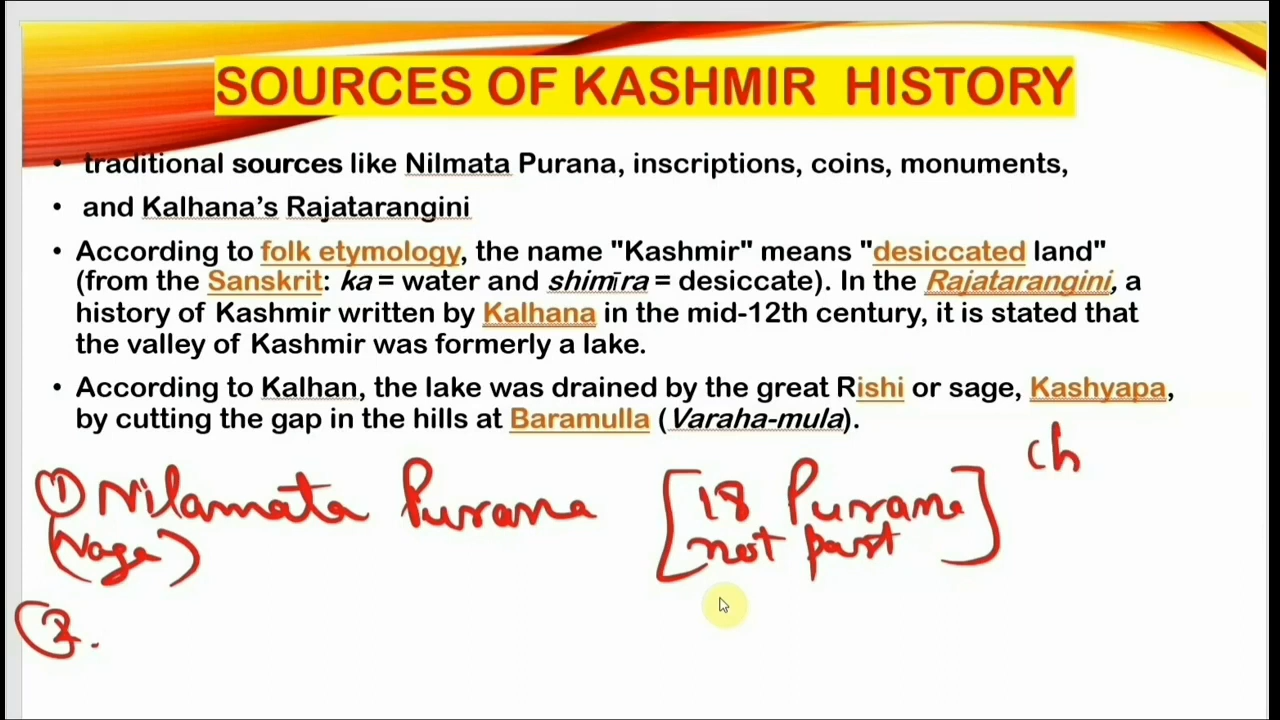 SOURCES OF KASHMIR HISTORY
• traditional sources like Nilmata Purana, inscriptions, coins, monuments,
• and Kalhana’s Rajatarangini
• According to folk etymology, the name "Kashmir" means "desiccated land"
(from the Sanskrit: ka = water and shimīra = desiccate). In the Rajatarangini, a
history of Kashmir written by Kalhana in the mid-12th century, it is stated that
the valley of Kashmir was formerly a lake.
• According to Kalhan, the lake was drained by the great Rishi or sage, Kashyapa,
by cutting the gap in the hills at Baramulla (Varaha-mula).
ch
① Nilamata Purana [18 Purana
(Naga) not part]
2.